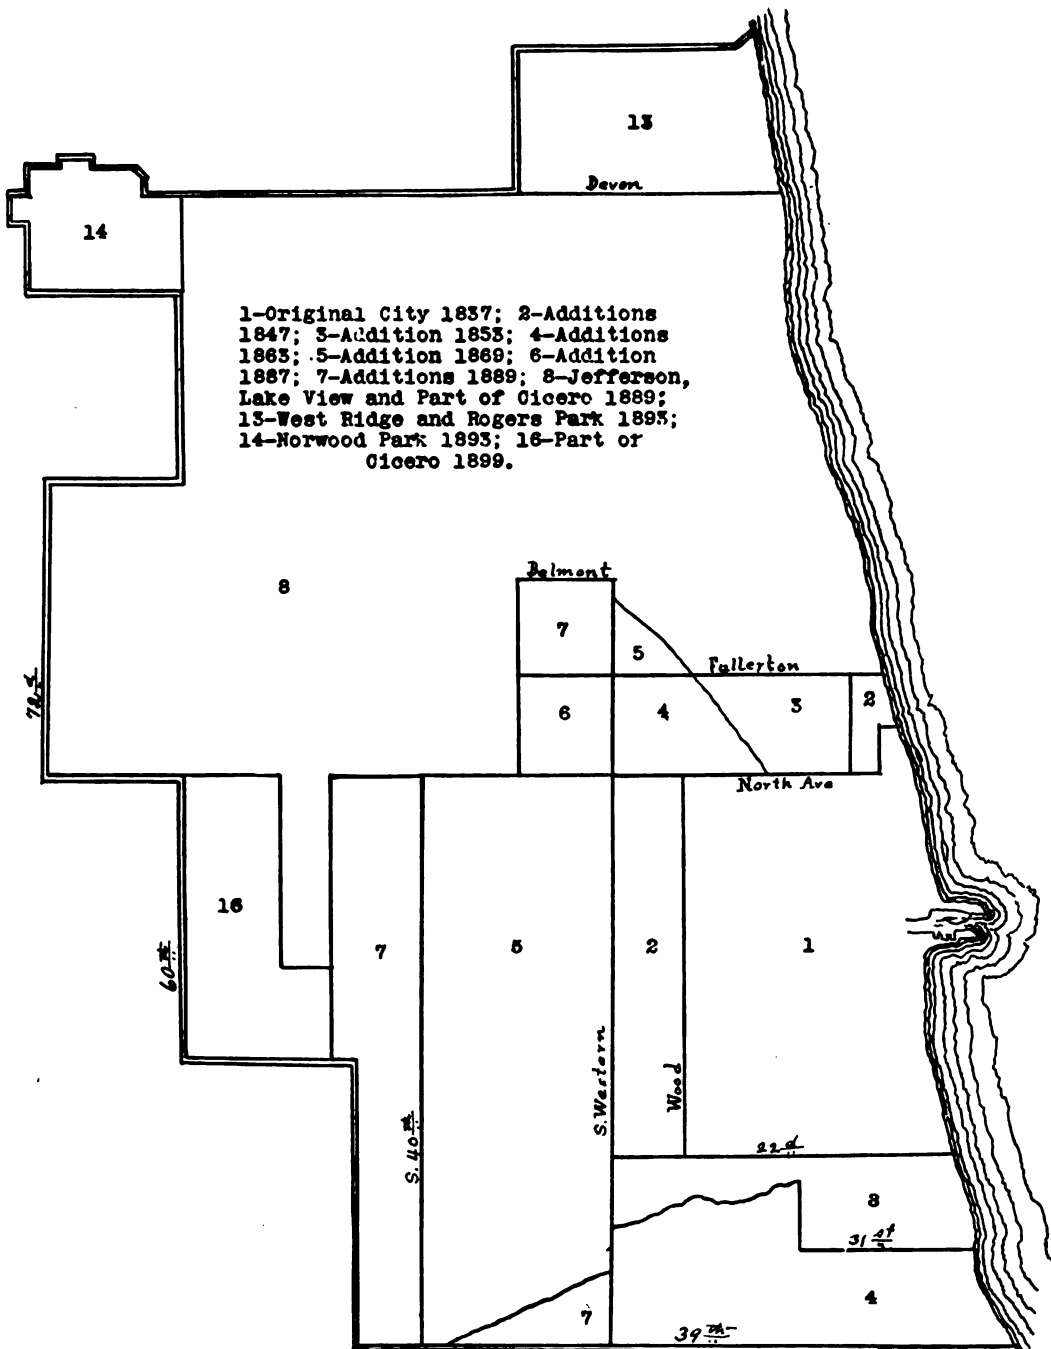 13
Devon
14
1-Original City 1837; 2-Additions
1847; 3-Addition 1853; 4-Additions
1863; 5-Addition 1869; 6-Addition
1887; 7-Additions 1889; 8-Jefferson,
Lake View and Part of Cicero 1889;
13-West Ridge and Rogers Park 1893;
14-Norwood Park 1893; 16-Part of
Cicero 1899.
8
Belmont
7
5
Fullerton
72d
6
4
3
2
North Ave
16
7
5
2
1
60th
S. 40th
S. Western
Wood
22d
8
31st
7
4
39th